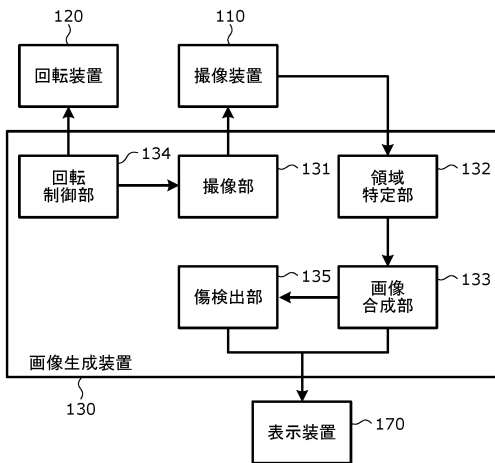 120
110
回転装置
撮像装置
134
131
132
回転
制御部
撮像部
領域
特定部
135
133
傷検出部
画像
合成部
画像生成装置
130
170
表示装置